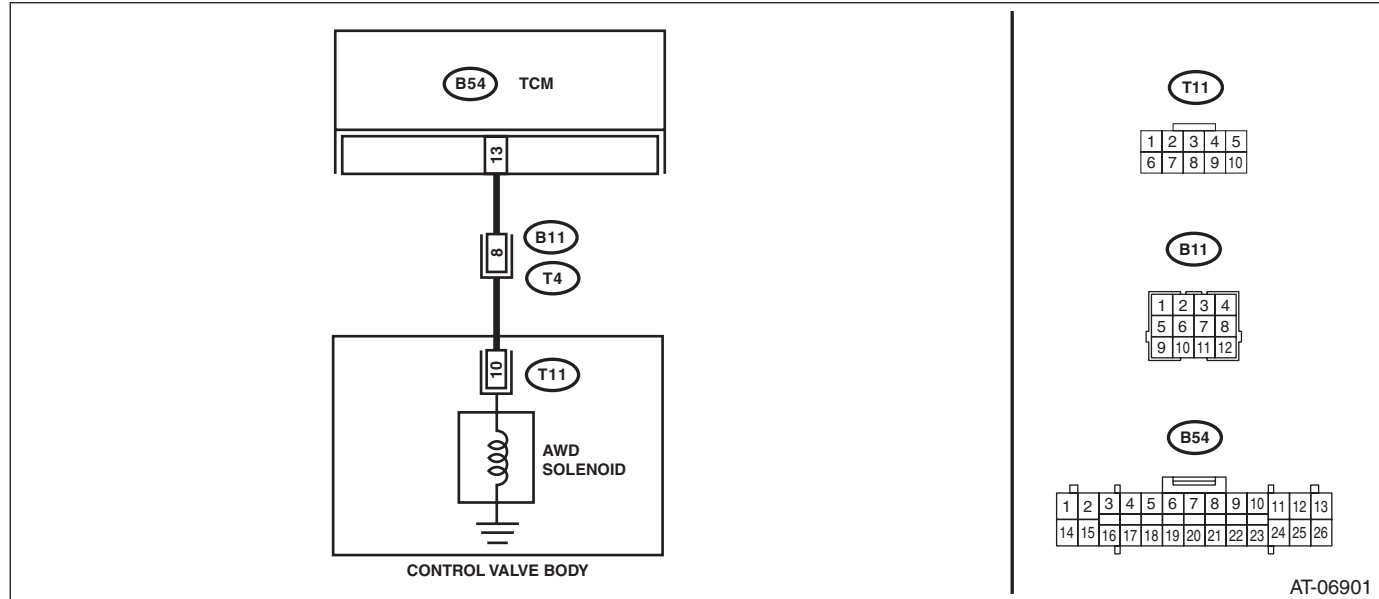 B54 TCM
13
8
B11
T4
10
T11
AWD
SOLENOID
CONTROL VALVE BODY
T11
1 2 3 4 5
6 7 8 9 10
B11
1 2 3 4
5 6 7 8
9 10 11 12
B54
1 2 3 4 5 6 7 8 9 10 11 12 13
14 15 16 17 18 19 20 21 22 23 24 25 26
AT-06901